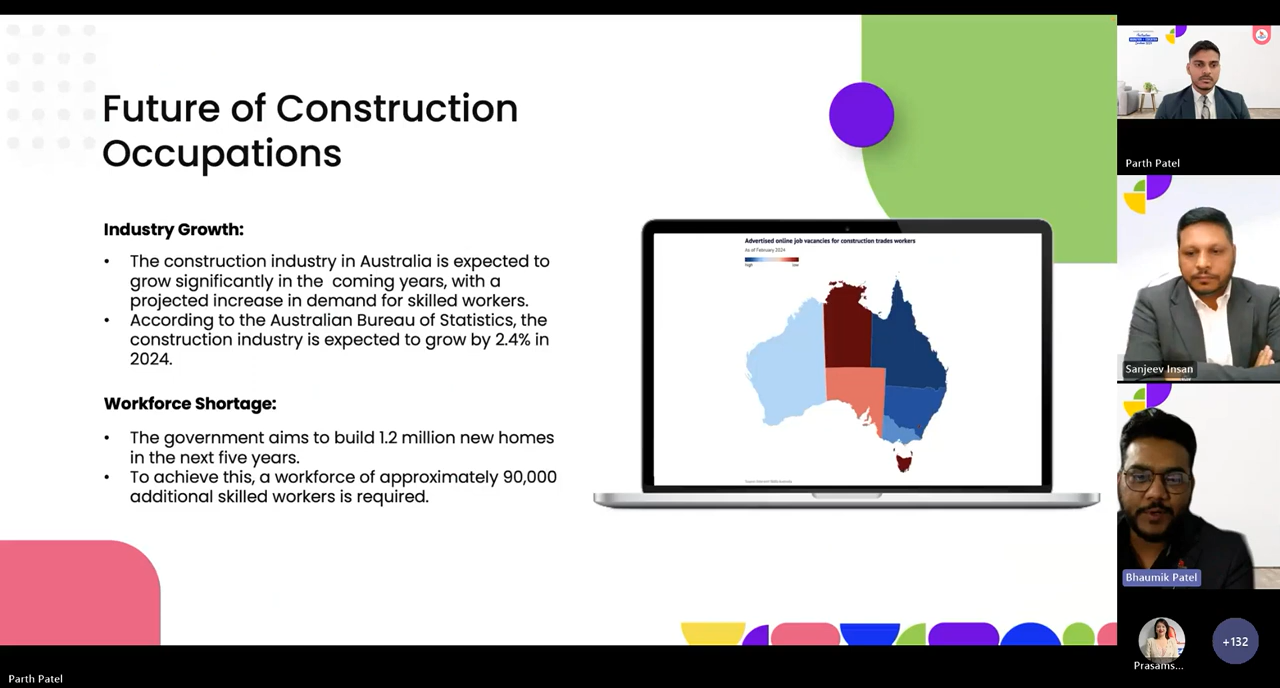 Future of Construction
Occupations
Industry Growth:
• The construction industry in Australia is expected to
grow significantly in the coming years, with a
projected increase in demand for skilled workers.
• According to the Australian Bureau of Statistics, the
construction industry is expected to grow by 2.4% in
2024.
Workforce Shortage:
• The government aims to build 1.2 million new homes
in the next five years.
• To achieve this, a workforce of approximately 90,000
additional skilled workers is required.
Advertised online job vacancies for construction trades workers
As of February 2024
high
low
Parth Patel
Sanjeev Insan
Bhaumik Patel
Prasams...
+132
Parth Patel